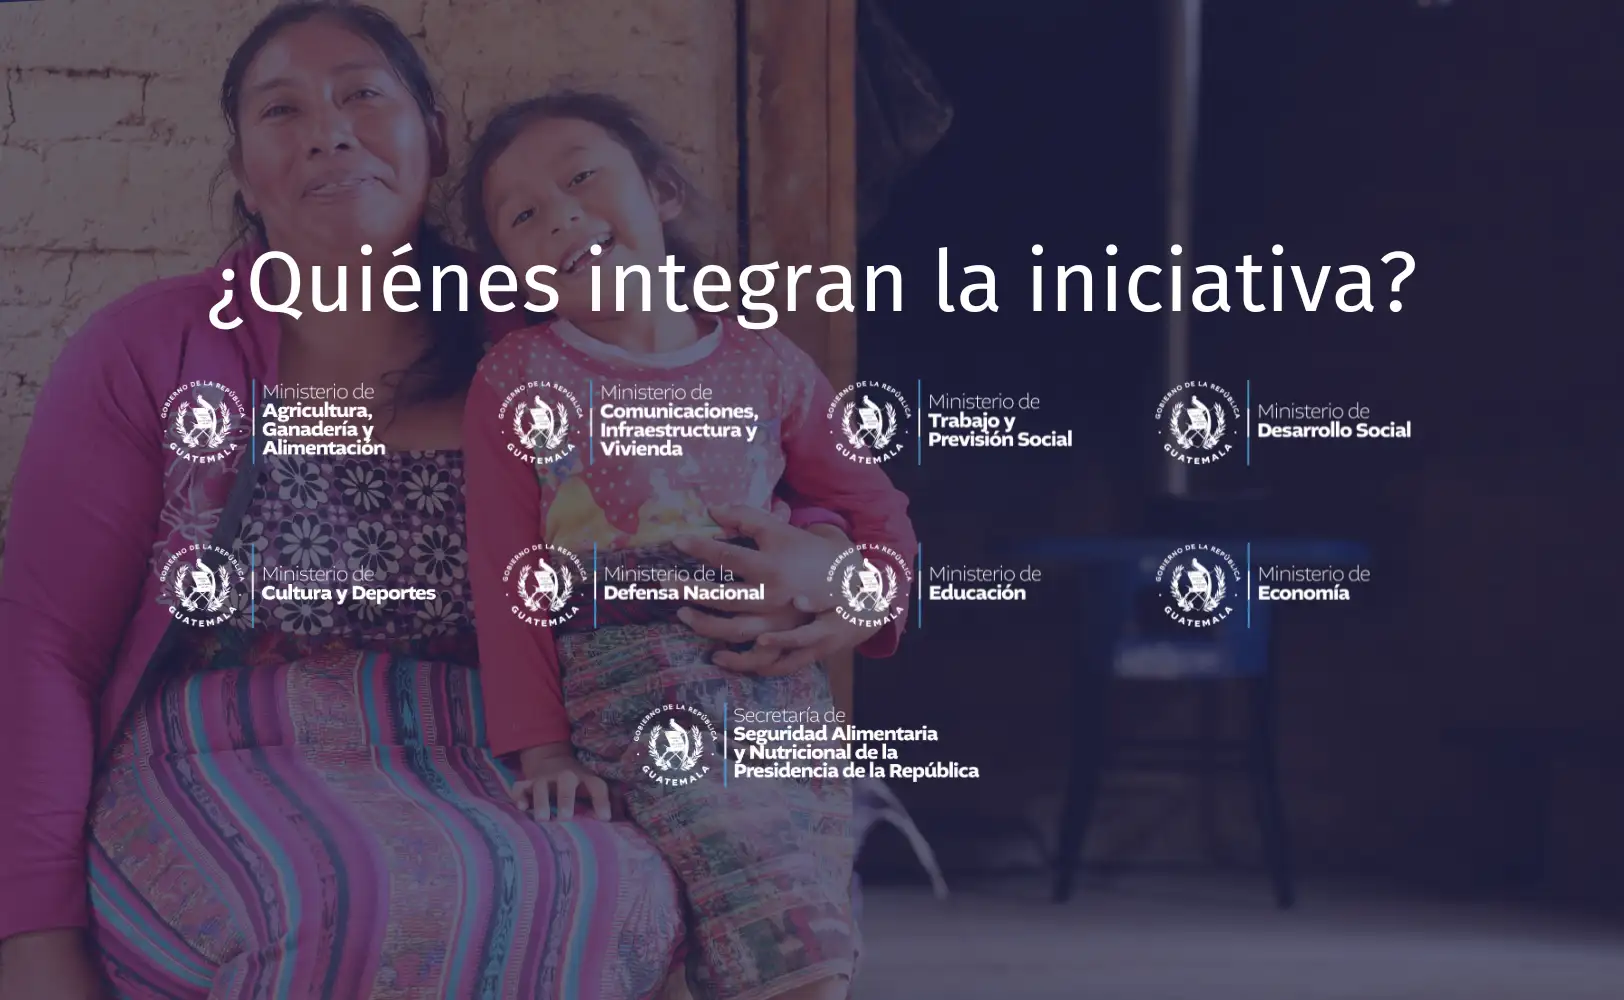 ¿Quiénes integran la iniciativa?
GOBIERNO DE LA REPÚBLICA
GUATEMALA
Ministerio de
Agricultura,
Ganadería y
Alimentación
GOBIERNO DE LA REPÚBLICA
GUATEMALA
Ministerio de
Comunicaciones,
Infraestructura y
Vivienda
GOBIERNO DE LA REPÚBLICA
GUATEMALA
Ministerio de
Trabajo y
Previsión Social
GOBIERNO DE LA REPÚBLICA
GUATEMALA
Ministerio de
Desarrollo Social
GOBIERNO DE LA REPÚBLICA
GUATEMALA
Ministerio de
Cultura y Deportes
GOBIERNO DE LA REPÚBLICA
GUATEMALA
Ministerio de la
Defensa Nacional
GOBIERNO DE LA REPÚBLICA
GUATEMALA
Ministerio de
Educación
GOBIERNO DE LA REPÚBLICA
GUATEMALA
Ministerio de
Economía
GOBIERNO DE LA REPÚBLICA
GUATEMALA
Secretaría de
Seguridad Alimentaria
y Nutricional de la
Presidencia de la República